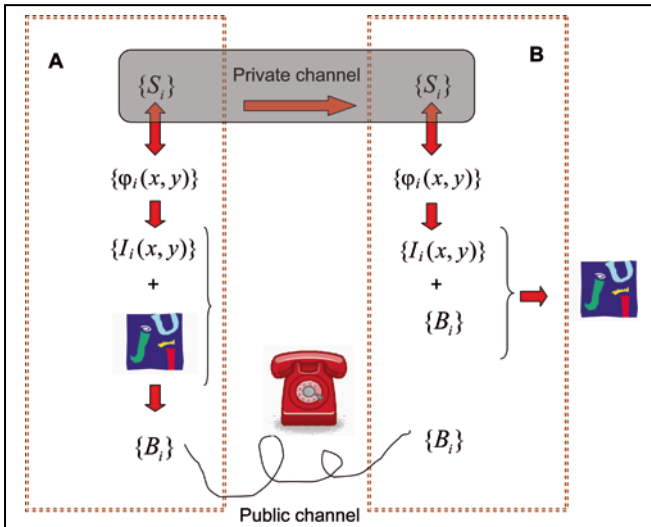 A
B
Private channel
{S_i}
{S_i}
{φ_i(x, y)}
{φ_i(x, y)}
{I_i(x, y)}
{I_i(x, y)}
+
+
{B_i}
{B_i}
{B_i}
Public channel